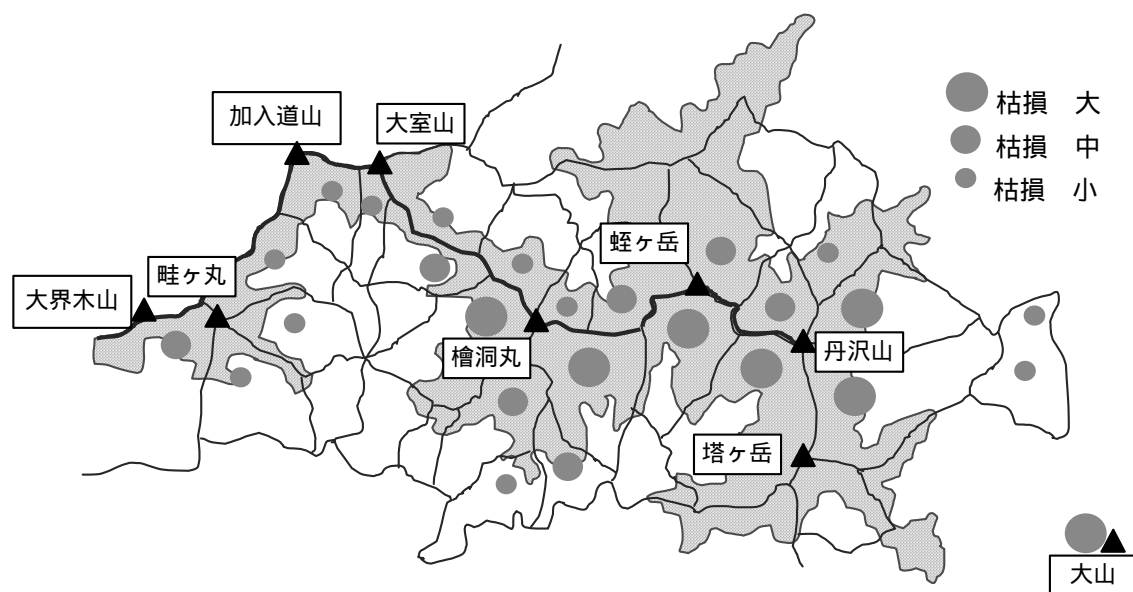 加入道山
大室山
枯損 大
枯損 中
枯損 小
蛭ヶ岳
畦ヶ丸
大界木山
檜洞丸
丹沢山
塔ヶ岳
大山